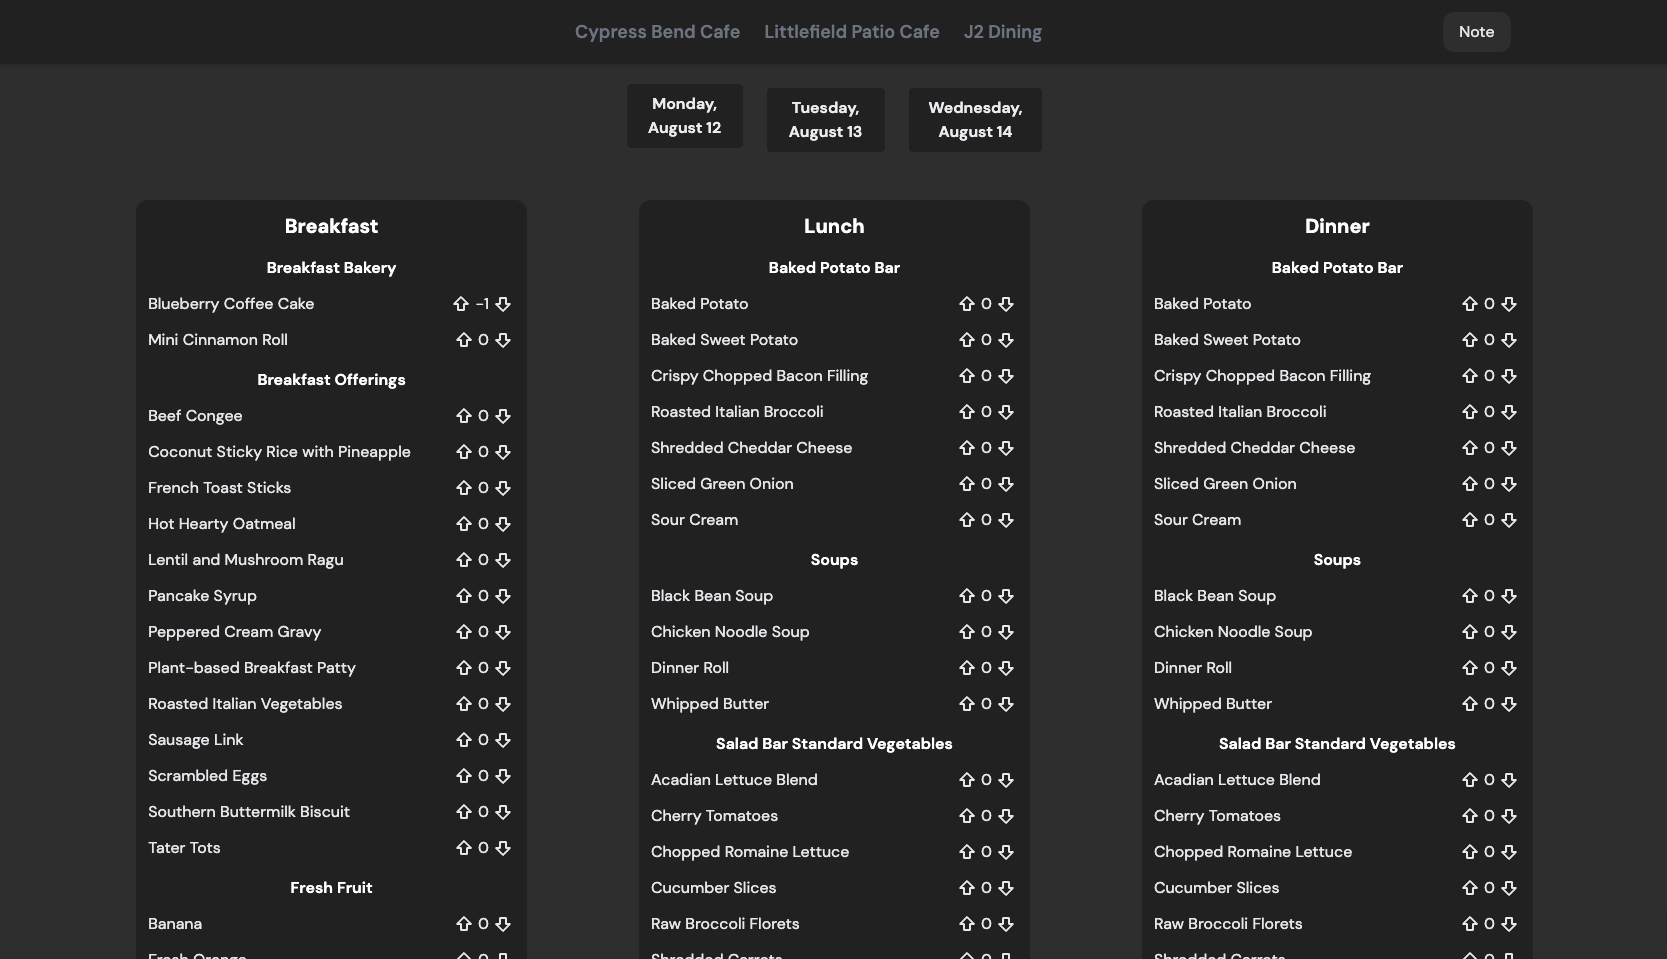 Cypress Bend Cafe Littlefield Patio Cafe J2 Dining Note
Monday,
August 12
Tuesday,
August 13
Wednesday,
August 14
Breakfast
Breakfast Bakery
Blueberry Coffee Cake -1
Mini Cinnamon Roll 0
Breakfast Offerings
Beef Congee 0
Coconut Sticky Rice with Pineapple 0
French Toast Sticks 0
Hot Hearty Oatmeal 0
Lentil and Mushroom Ragu 0
Pancake Syrup 0
Peppered Cream Gravy 0
Plant-based Breakfast Patty 0
Roasted Italian Vegetables 0
Sausage Link 0
Scrambled Eggs 0
Southern Buttermilk Biscuit 0
Tater Tots 0
Fresh Fruit
Banana 0
Fresh Orange 0
Lunch
Baked Potato Bar
Baked Potato 0
Baked Sweet Potato 0
Crispy Chopped Bacon Filling 0
Roasted Italian Broccoli 0
Shredded Cheddar Cheese 0
Sliced Green Onion 0
Sour Cream 0
Soups
Black Bean Soup 0
Chicken Noodle Soup 0
Dinner Roll 0
Whipped Butter 0
Salad Bar Standard Vegetables
Acadian Lettuce Blend 0
Cherry Tomatoes 0
Chopped Romaine Lettuce 0
Cucumber Slices 0
Raw Broccoli Florets 0
Shredded Carrots 0
Dinner
Baked Potato Bar
Baked Potato 0
Baked Sweet Potato 0
Crispy Chopped Bacon Filling 0
Roasted Italian Broccoli 0
Shredded Cheddar Cheese 0
Sliced Green Onion 0
Sour Cream 0
Soups
Black Bean Soup 0
Chicken Noodle Soup 0
Dinner Roll 0
Whipped Butter 0
Salad Bar Standard Vegetables
Acadian Lettuce Blend 0
Cherry Tomatoes 0
Chopped Romaine Lettuce 0
Cucumber Slices 0
Raw Broccoli Florets 0
Shredded Carrots 0